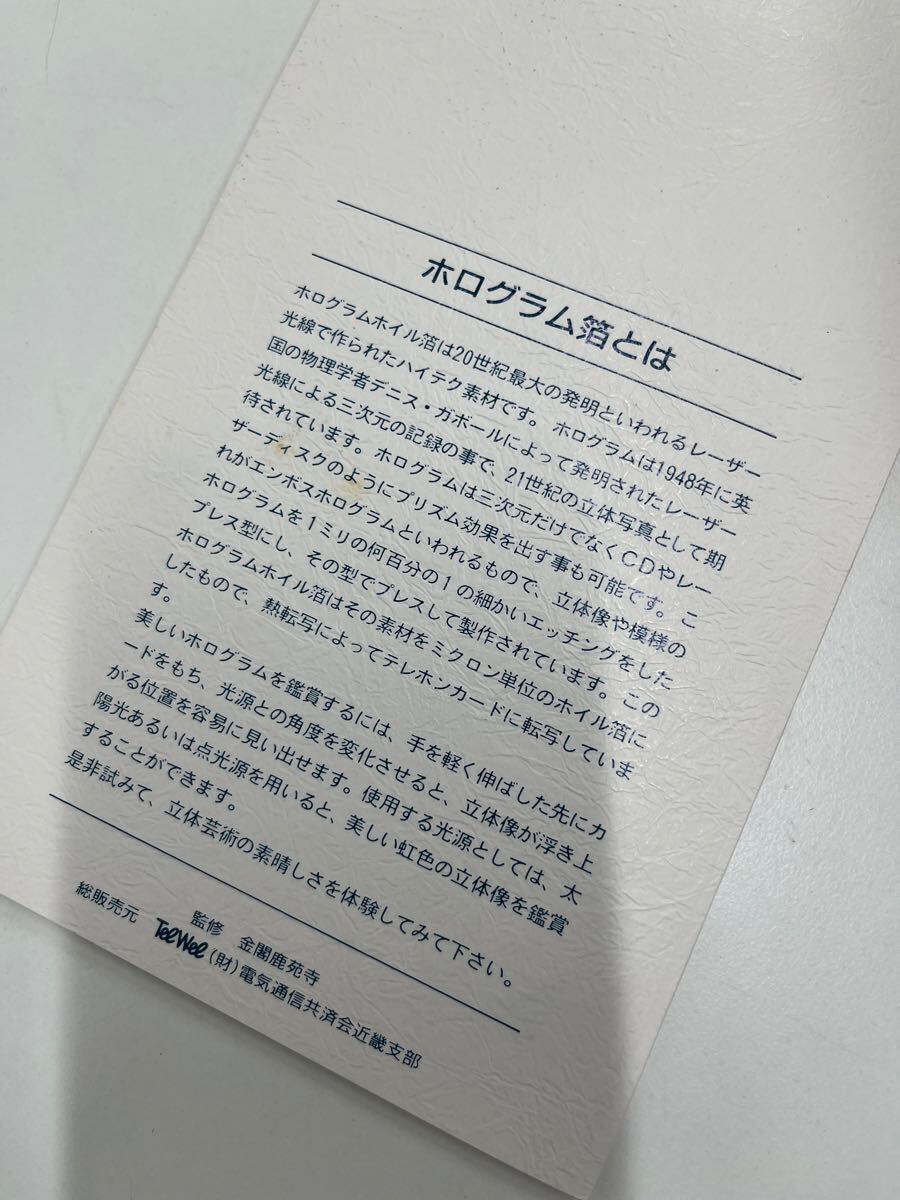 ホログラム箔とは
ホログラムホイル箔は20世紀最大の発明といわれるレーザー
光線で作られたハイテク素材です。ホログラムは1948年に英
国の物理学者デニス・ガボールによって発明されたレーザー
光線による三次元の記録の事で、21世紀の立体写真として期
待されています。ホログラムは三次元だけでなくCDやレー
ザーディスクのようにプリズム効果を出す事も可能です。こ
れがエンボスホログラムといわれるもので、立体像や模様の
ホログラムを1ミリの何百分の1の細かいエッチングをした
プレス型にし、その型でプレスして製作されています。この
ホログラムホイル箔はその素材をミクロン単位のホイル箔に
したもので、熱転写によってテレホンカードに転写していま
す。
美しいホログラムを鑑賞するには、手を軽く伸ばした先にカ
ードをもち、光源との角度を変化させると、立体像が浮き上
がる位置を容易に見い出せます。使用する光源としては、太
陽光あるいは点光源を用いると、美しい虹色の立体像を鑑賞
することができます。
是非試みて、立体芸術の素晴しさを体験してみて下さい。
監修 金閣鹿苑寺
総販売元 TelWel (財)電気通信共済会近畿支部